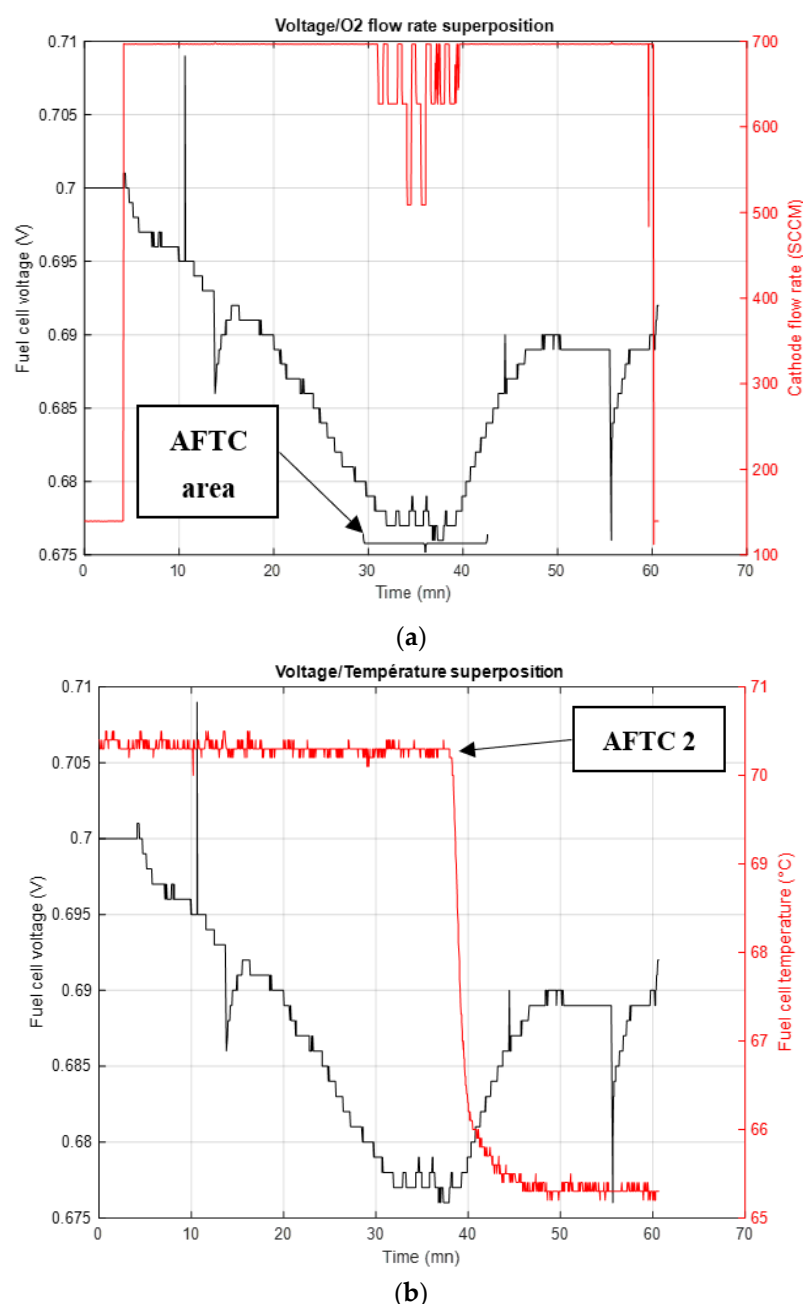 Voltage/O2 flow rate superposition
0.71
0.705
0.7
0.695
0.69
0.685
0.68
0.675
Fuel cell voltage (V)
700
600
500
400
300
200
100
Cathode flow rate (SCCM)
AFTC
area
0 10 20 30 40 50 60 70
Time (mn)
(a)
Voltage/Température superposition
0.71
0.705
0.7
0.695
0.69
0.685
0.68
0.675
Fuel cell voltage (V)
71
70
69
68
67
66
65
Fuel cell temperature (°C)
AFTC 2
0 10 20 30 40 50 60 70
Time (mn)
(b)